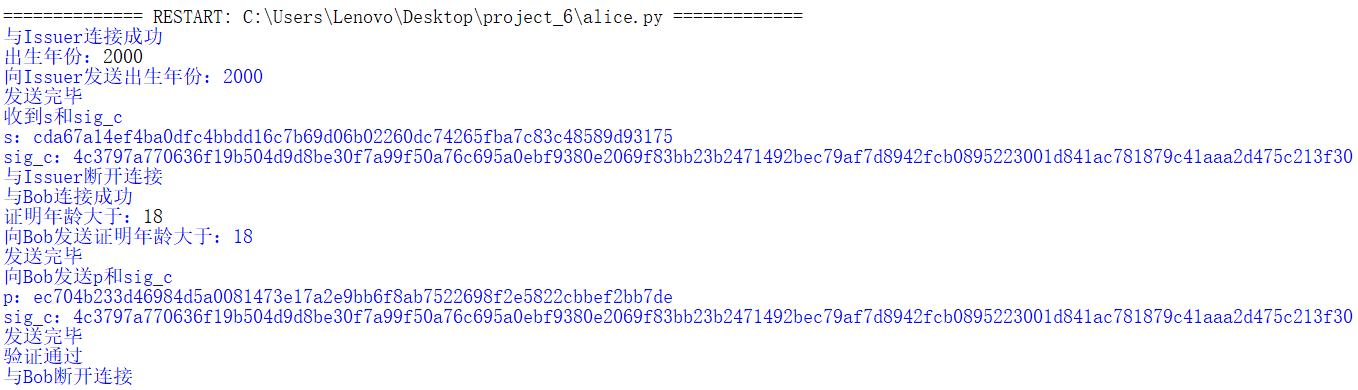 ============== RESTART: C:\Users\Lenovo\Desktop\project_6\alice.py =============
与Issuer连接成功
出生年份：2000
向Issuer发送出生年份：2000
发送完毕
收到s和sig_c
s：cda67a14ef4ba0dfc4bbdd16c7b69d06b02260dc74265fba7c83c48589d93175
sig_c：4c3797a770636f19b504d9d8be30f7a99f50a76c695a0ebf9380e2069f83bb23b2471492bec79af7d8942fcb0895223001d841ac781879c41aaa2d475c213f30
与Issuer断开连接
与Bob连接成功
证明年龄大于：18
向Bob发送证明年龄大于：18
发送完毕
向Bob发送p和sig_c
p：ec704b233d46984d5a0081473e17a2e9bb6f8ab7522698f2e5822cbbef2bb7de
sig_c：4c3797a770636f19b504d9d8be30f7a99f50a76c695a0ebf9380e2069f83bb23b2471492bec79af7d8942fcb0895223001d841ac781879c41aaa2d475c213f30
发送完毕
验证通过
与Bob断开连接